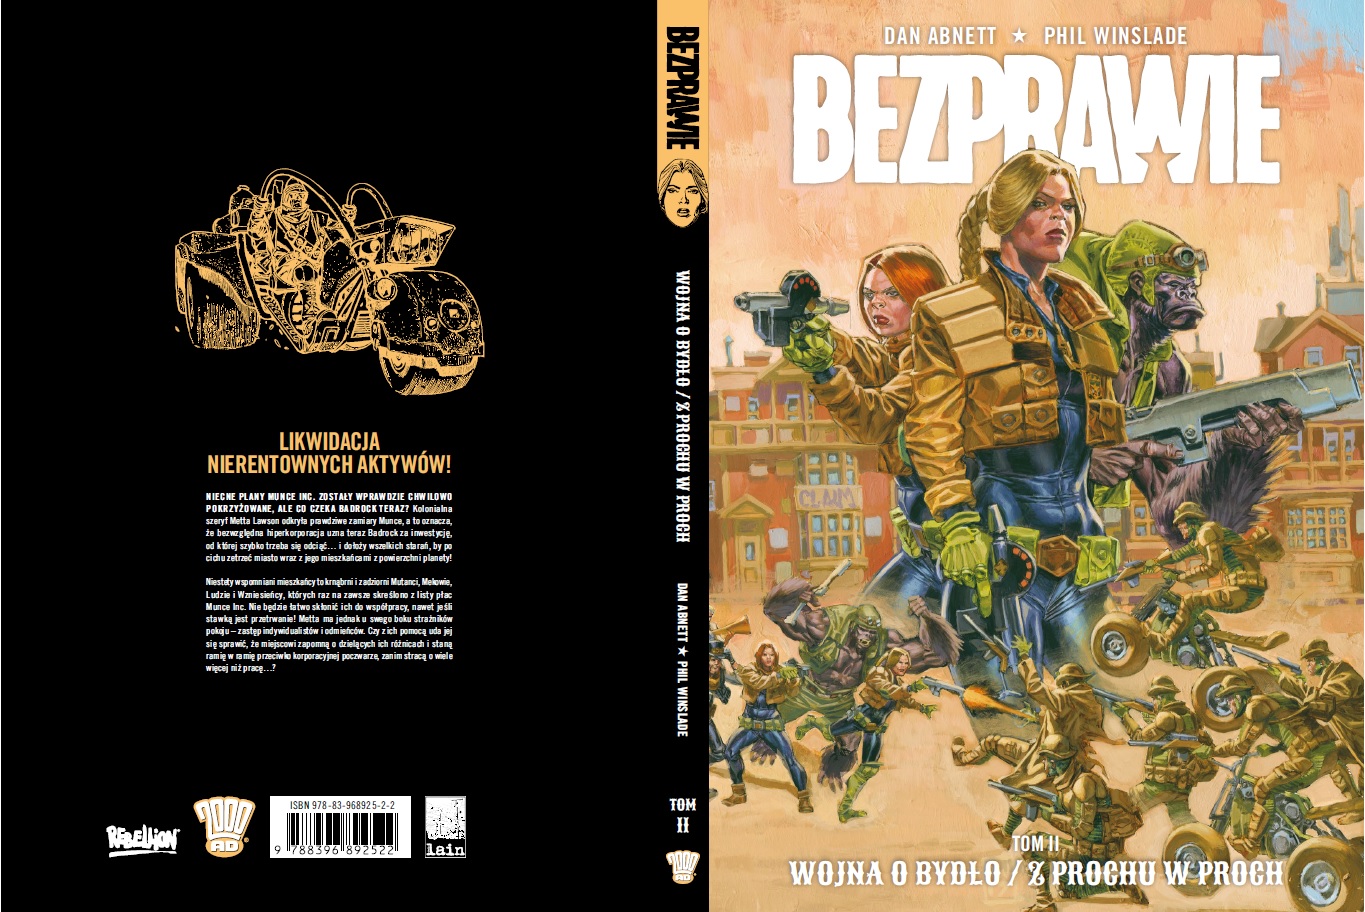 LIKWIDACJA
NIERENTOWNYCH AKTYWÓW!
NIECNE PLANY MUNCE INC. ZOSTAŁY WPRAWDZIE CHWILOWO
POKRZYŻOWANE, ALE CO CZEKA BADROCK TERAZ? Kolonialna
szeryf Metta Lawson odkryła prawdziwe zamiary Munce, a to oznacza,
że bezwzględna hiperkorporacja uzna teraz Badrock za inwestycję,
od której szybko trzeba się odciąć... i dołoży wszelkich starań, by po
cichu zetrzeć miasto wraz z jego mieszkańcami z powierzchni planety!
Niestety wspomniani mieszkańcy to krnąbrni i zadziorni Mutanci, Mekowie,
Ludzie i Wzniesieńcy, których raz na zawsze skreślono z listy płac
Munce Inc. Nie będzie łatwo skłonić ich do współpracy, nawet jeśli
stawką jest przetrwanie! Metta ma jednak u swego boku strażników
pokoju – zastęp indywidualistów i odmieńców. Czy z ich pomocą uda jej
się sprawić, że miejscowi zapomną o dzielących ich różnicach i staną
ramię w ramię przeciwko korporacyjnej poczwarze, zanim stracą o wiele
więcej niż pracę...?
REBELLION
2000
AD
ISBN 978-83-968925-2-2
9 788396 892522
lain
BEZPRAWIE
WOJNA O BYDŁO / Z PROCHU W PROCH
DAN ABNETT ★ PHIL WINSLADE
TOM
II
2000
AD
DAN ABNETT ★ PHIL WINSLADE
BEZPRAWIE
CLAIM
TOM II
WOJNA O BYDŁO / Z PROCHU W PROCH